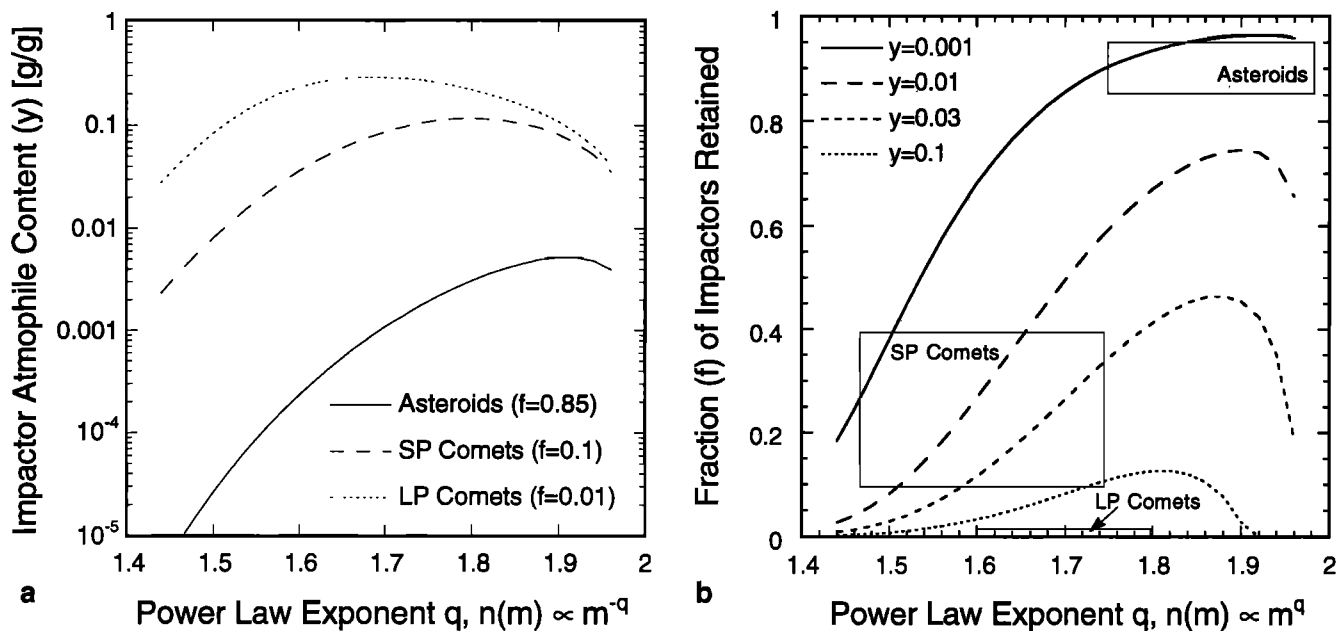 Impactor Atmophile Content (y) [g/g]
1
0.1
0.01
0.001
10⁻⁴
10⁻⁵
Asteroids (f=0.85)
SP Comets (f=0.1)
LP Comets (f=0.01)
1.4 1.5 1.6 1.7 1.8 1.9 2
a
Power Law Exponent q, n(m) ∝ m⁻q
Fraction (f) of Impactors Retained
1
0.8
0.6
0.4
0.2
0
y=0.001
y=0.01
y=0.03
y=0.1
Asteroids
SP Comets
LP Comets
1.4 1.5 1.6 1.7 1.8 1.9 2
b
Power Law Exponent q, n(m) ∝ mq